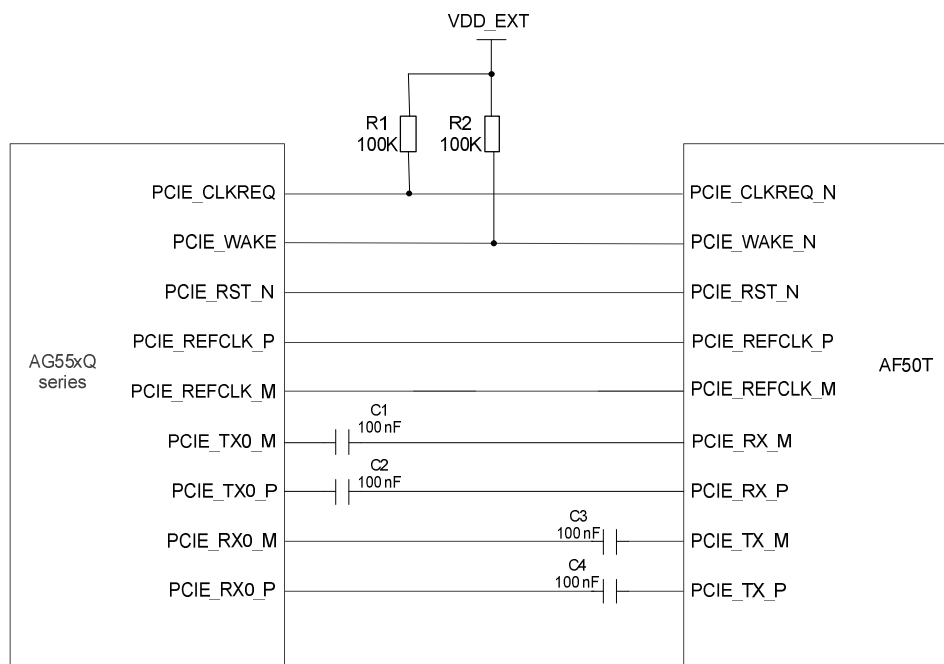 VDD_EXT
R1
100K
R2
100K
PCIE_CLKREQ
PCIE_CLKREQ_N
PCIE_WAKE
PCIE_WAKE_N
PCIE_RST_N
PCIE_RST_N
PCIE_REFCLK_P
PCIE_REFCLK_P
AG55xQ
series
AF50T
PCIE_REFCLK_M
PCIE_REFCLK_M
C1
100 nF
PCIE_TX0_M
PCIE_RX_M
C2
100 nF
PCIE_TX0_P
PCIE_RX_P
C3
100 nF
PCIE_RX0_M
PCIE_TX_M
C4
100 nF
PCIE_RX0_P
PCIE_TX_P